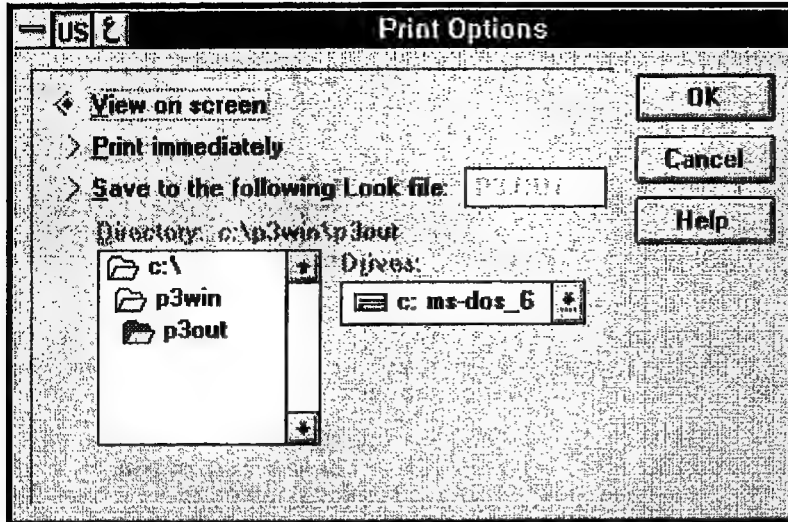 US ع Print Options
View on screen
OK
Print immediately
Cancel
Save to the following Look file:
Help
Directory: c:\p3win\p3out
Drives:
c:\
p3win
p3out
c: ms-dos_6